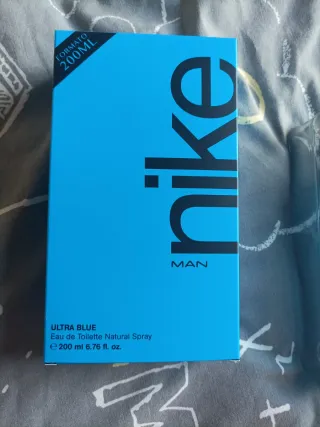 FORMATO
200ML
nike
MAN
ULTRA BLUE
Eau de Toilette Natural Spray
℮ 200 ml 6.76 fl. oz.